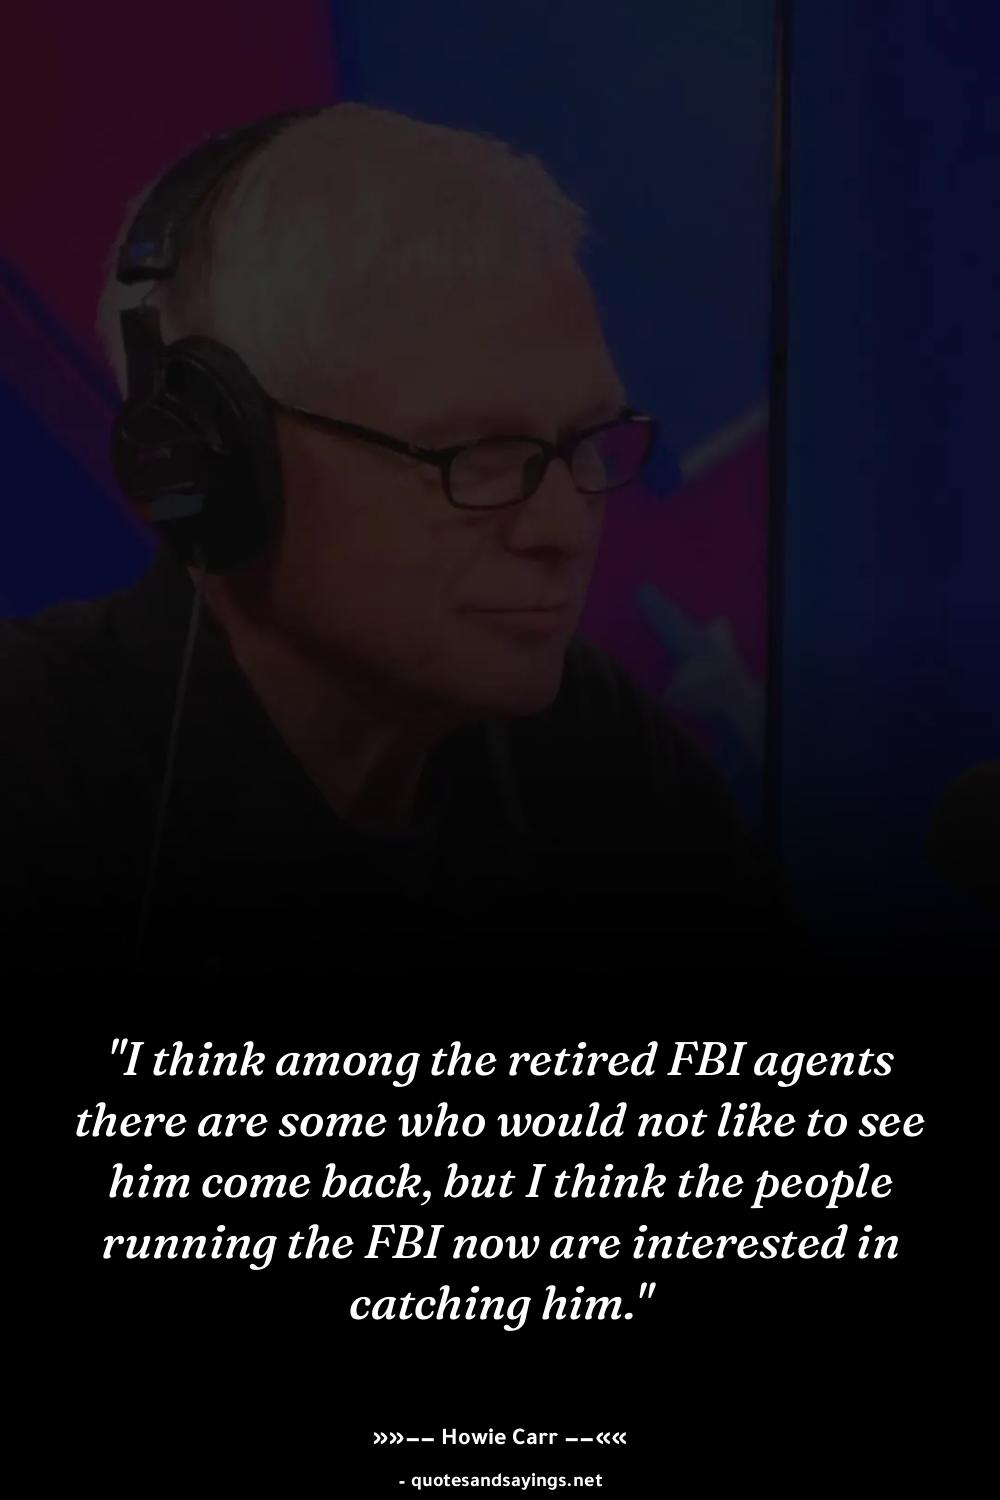 "I think among the retired FBI agents
there are some who would not like to see
him come back, but I think the people
running the FBI now are interested in
catching him."
»»–– Howie Carr ––««
- quotesandsayings.net